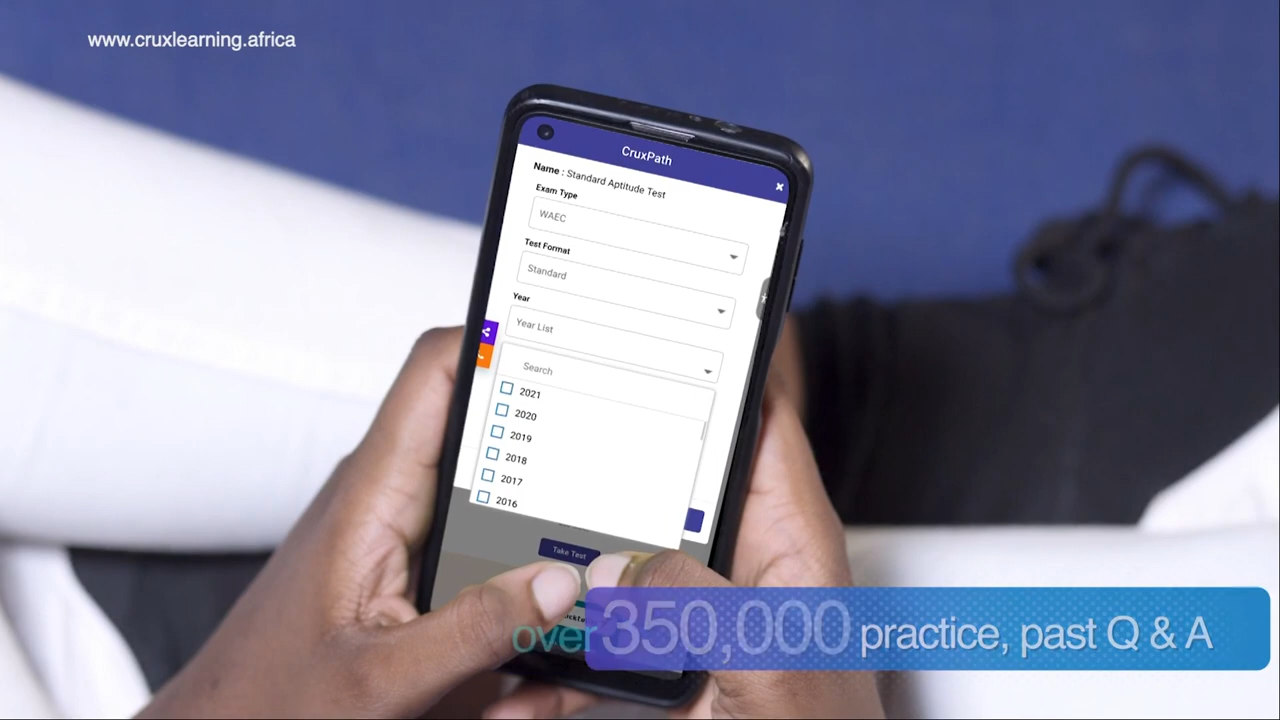 www.cruxlearning.africa
CruxPath
Name : Standard Aptitude Test
Exam Type
WAEC
Test Format
Standard
Year
Year List
Search
2021
2020
2019
2018
2017
2016
Take Test
over 350,000 practice, past Q & A